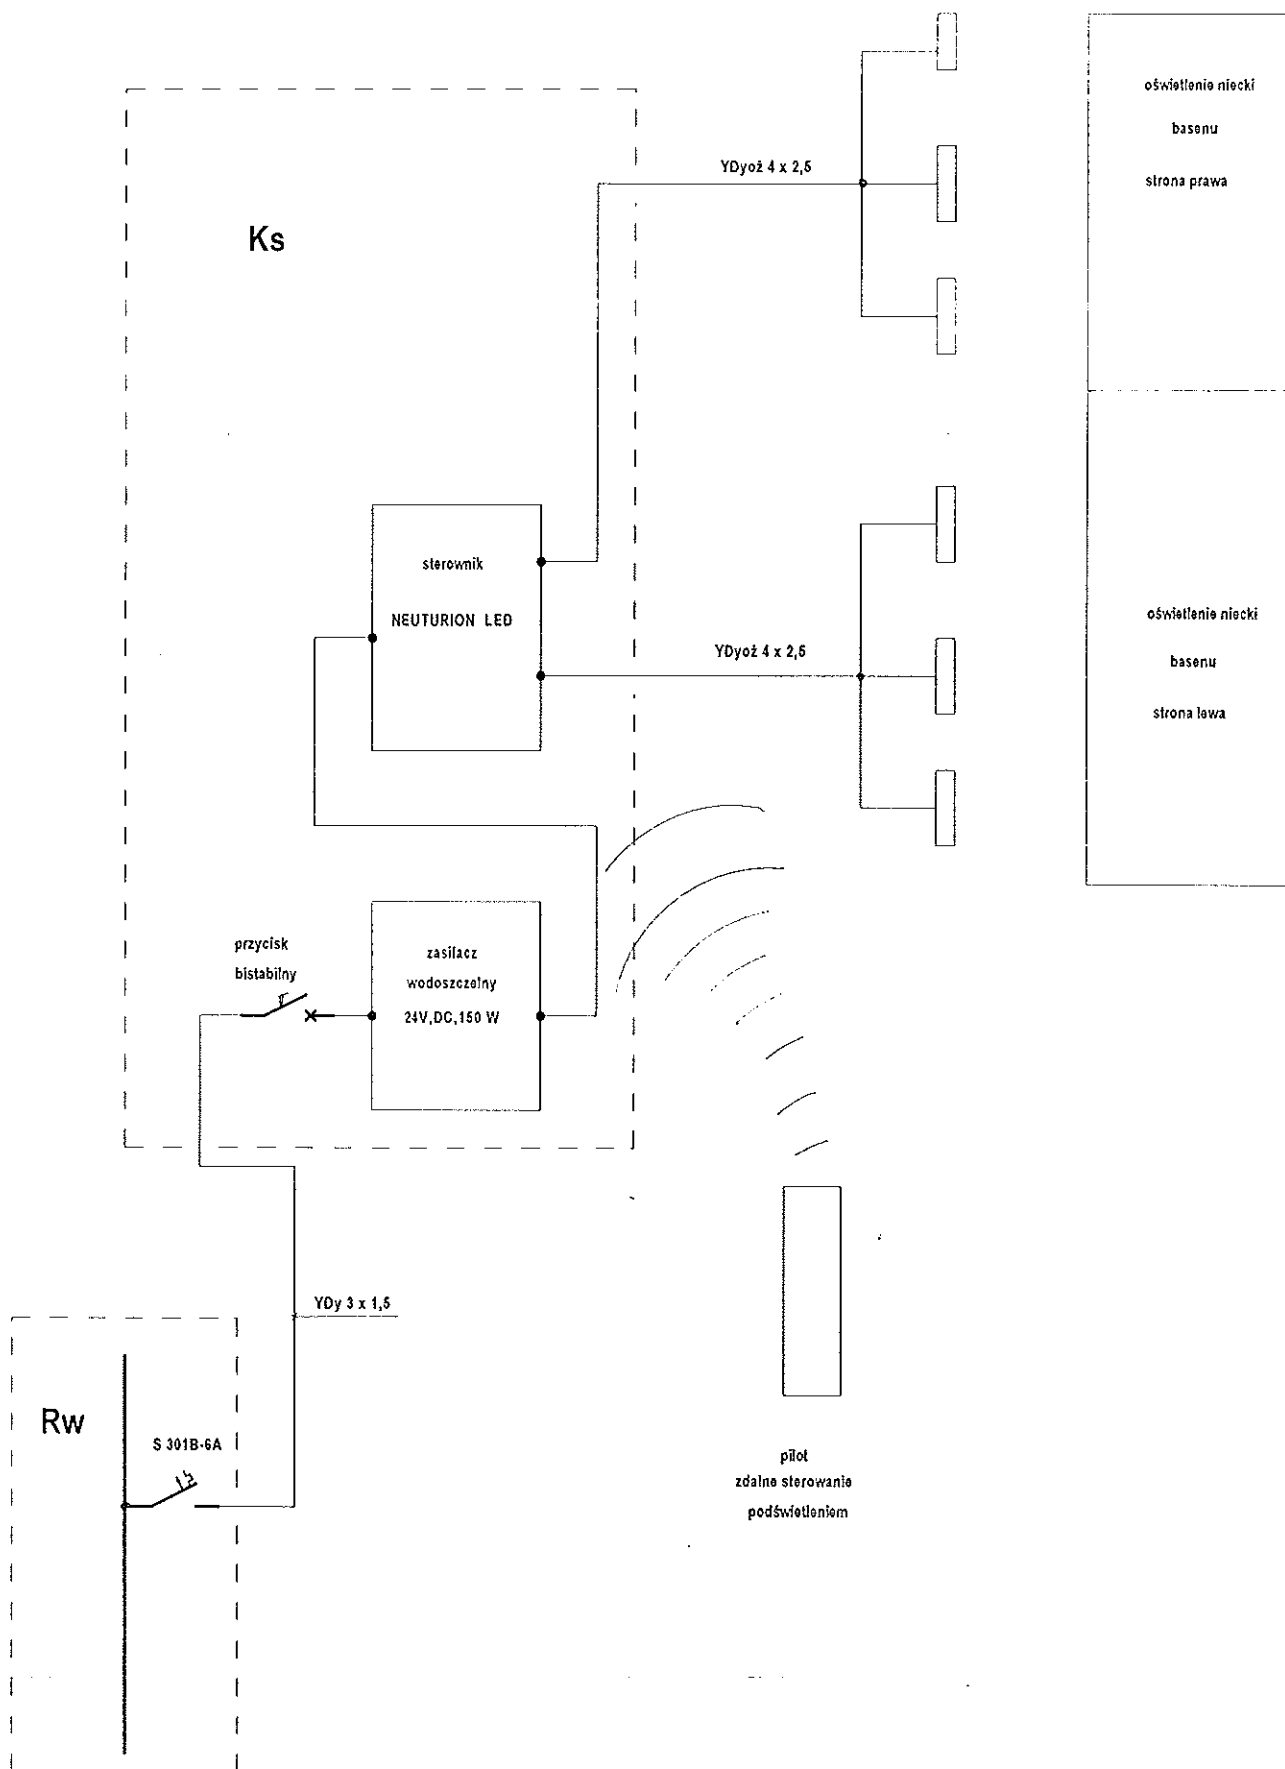 oświetlenie niecki
basenu
strona prawa
YDyoż 4 x 2,5
Ks
sterownik
NEUTURION LED
YDyoż 4 x 2,5
oświetlenie niecki
basenu
strona lewa
przycisk
bistabilny
zasilacz
wodoszczelny
24V,DC,150 W
YDy 3 x 1,5
Rw
S 301B-6A
pilot
zdalne sterowanie
podświetleniem